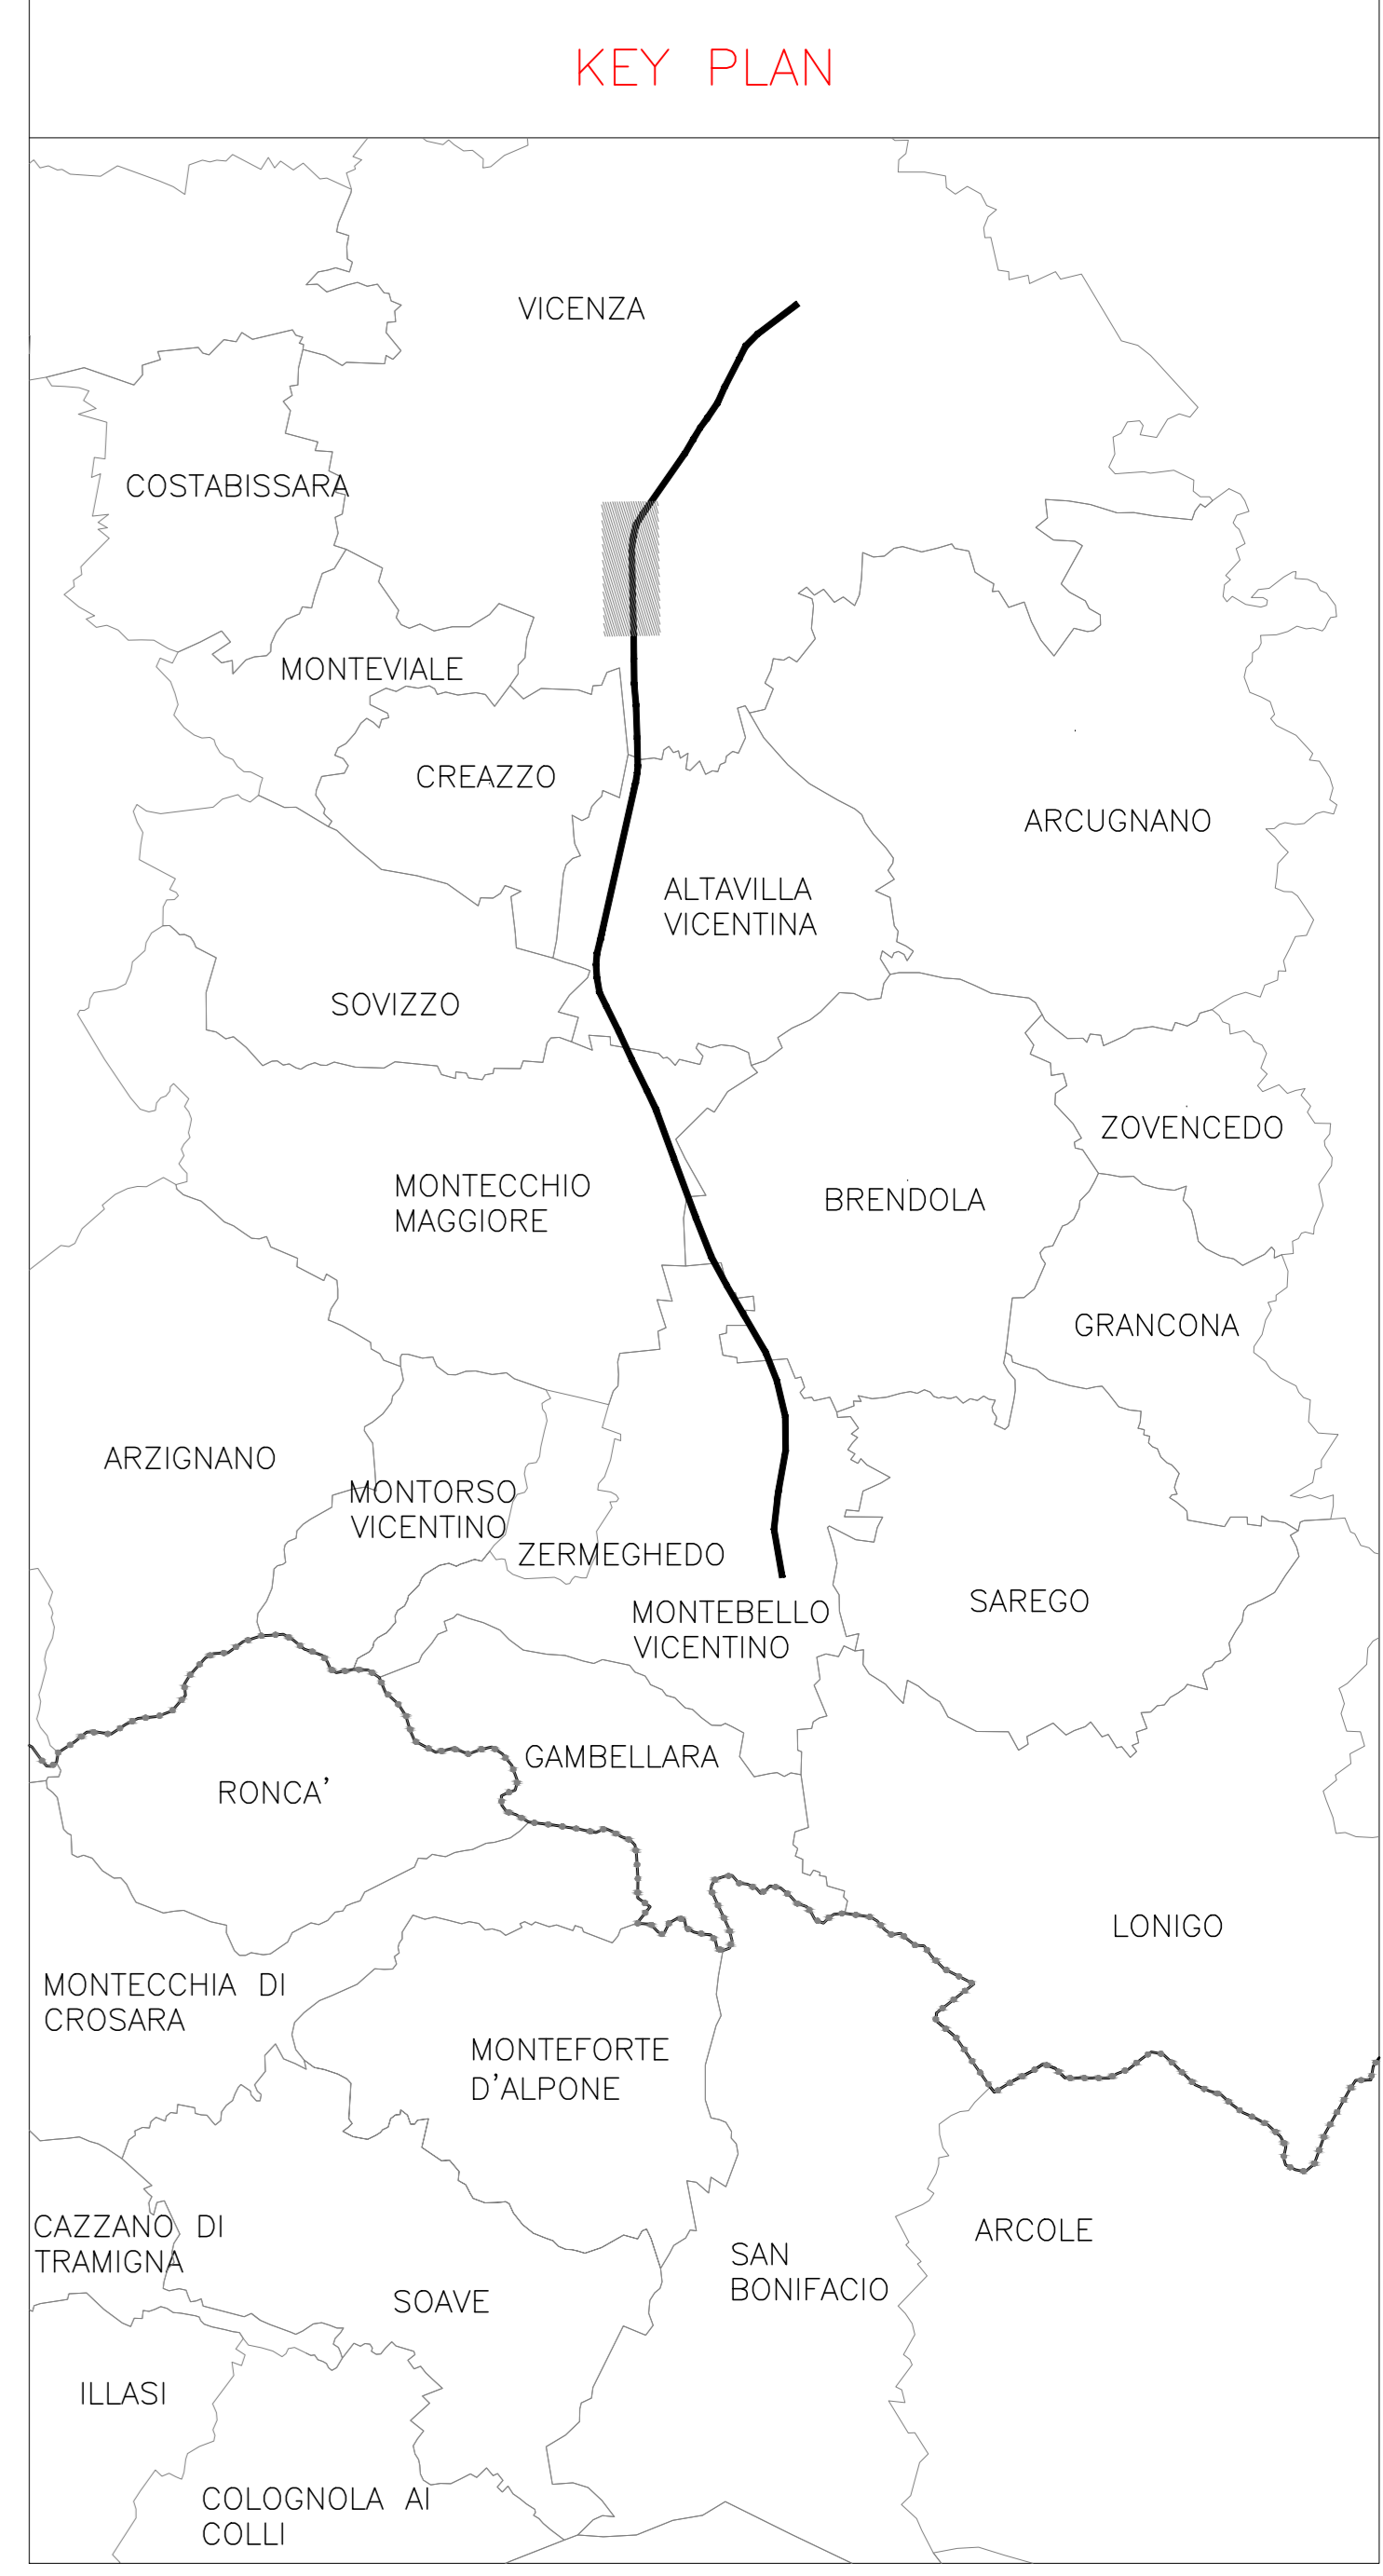 KEY PLAN
VICENZA
COSTABISSARA
MONTEVIALE
CREAZZO
ARCUGNANO
ALTAVILLA
VICENTINA
SOVIZZO
ZOVENCEDO
MONTECCHIO
MAGGIORE
BRENDOLA
GRANCONA
ARZIGNANO
MONTORSO
VICENTINO
ZERMEGHEDO
SAREGO
MONTEBELLO
VICENTINO
GAMBELLARA
RONCA'
LONIGO
MONTECCHIA DI
CROSARA
MONTEFORTE
D'ALPONE
CAZZANO DI
TRAMIGNA
ARCOLE
SAN
BONIFACIO
SOAVE
ILLASI
COLOGNOLA AI
COLLI